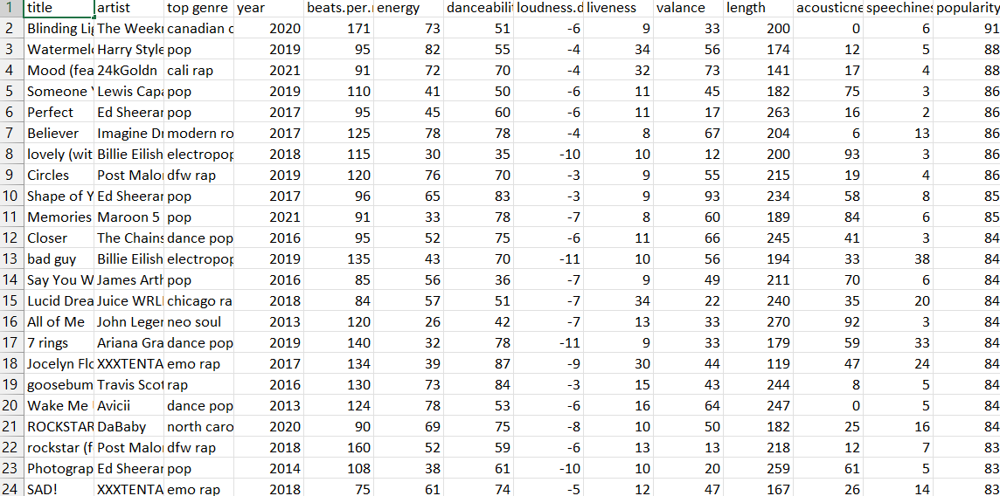 1 title artist top genre year beats.per. energy danceabili loudness.d liveness valance length acousticne speechines popularity
2 Blinding Li The Week canadian c 2020 171 73 51 -6 9 33 200 0 6 91
3 Watermel Harry Style pop 2019 95 82 55 -4 34 56 174 12 5 88
4 Mood (fea 24kGoldn cali rap 2021 91 72 70 -4 32 73 141 17 4 88
5 Someone Lewis Capa pop 2019 110 41 50 -6 11 45 182 75 3 86
6 Perfect Ed Sheeran pop 2017 95 45 60 -6 11 17 263 16 2 86
7 Believer Imagine Dr modern ro 2017 125 78 78 -4 8 67 204 6 13 86
8 lovely (wit Billie Eilish electropop 2018 115 30 35 -10 10 12 200 93 3 86
9 Circles Post Malo dfw rap 2019 120 76 70 -3 9 55 215 19 4 86
10 Shape of Y Ed Sheeran pop 2017 96 65 83 -3 9 93 234 58 8 85
11 Memories Maroon 5 pop 2021 91 33 78 -7 8 60 189 84 6 85
12 Closer The Chains dance pop 2016 95 52 75 -6 11 66 245 41 3 84
13 bad guy Billie Eilish electropop 2019 135 43 70 -11 10 56 194 33 38 84
14 Say You W James Arth pop 2016 85 56 36 -7 9 49 211 70 6 84
15 Lucid Drea Juice WRL chicago ra 2018 84 57 51 -7 34 22 240 35 20 84
16 All of Me John Legen neo soul 2013 120 26 42 -7 13 33 270 92 3 84
17 7 rings Ariana Gra dance pop 2019 140 32 78 -11 9 33 179 59 33 84
18 Jocelyn Flo XXXTENTA emo rap 2017 134 39 87 -9 30 44 119 47 24 84
19 goosebum Travis Scot rap 2016 130 73 84 -3 15 43 244 8 5 84
20 Wake Me Avicii dance pop 2013 124 78 53 -6 16 64 247 0 5 84
21 ROCKSTAR DaBaby north caro 2020 90 69 75 -8 10 50 182 25 16 84
22 rockstar (f Post Malo dfw rap 2018 160 52 59 -6 13 13 218 12 7 83
23 Photograp Ed Sheeran pop 2014 108 38 61 -10 10 20 259 61 5 83
24 SAD! XXXTENTA emo rap 2018 75 61 74 -5 12 47 167 26 14 83